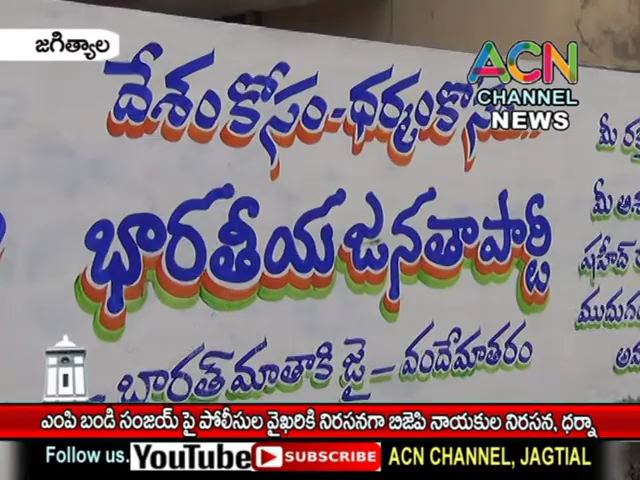 జగిత్యాల
ACN
CHANNEL
NEWS
దేశంకోసం-ధర్మంకోసం..
భారతీయ జనతాపార్టీ
భారత్ మాతాకి జై - వందేమాతరం
మీ
మీ
షహీద్
ఎంపి బండి సంజయ్ పై పోలీసుల వైఖరికి నిరసనగా బిజెపి నాయకుల నిరసన, ధర్నా
Follow us. YouTube SUBSCRIBE ACN CHANNEL, JAGTIAL